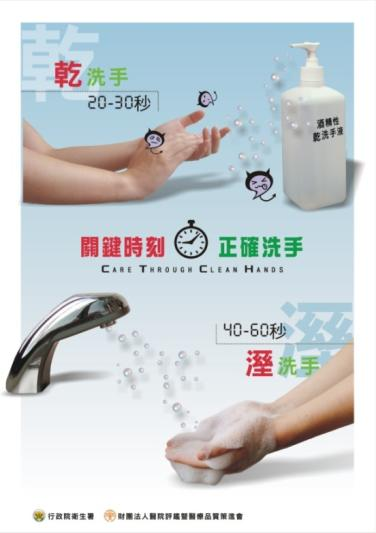 乾
乾洗手
20-30秒
酒精性
乾洗手液
關鍵時刻 正確洗手
CARE THROUGH CLEAN HANDS
溼
40-60秒
溼洗手
行政院衛生署 財團法人醫院評鑑暨醫療品質策進會